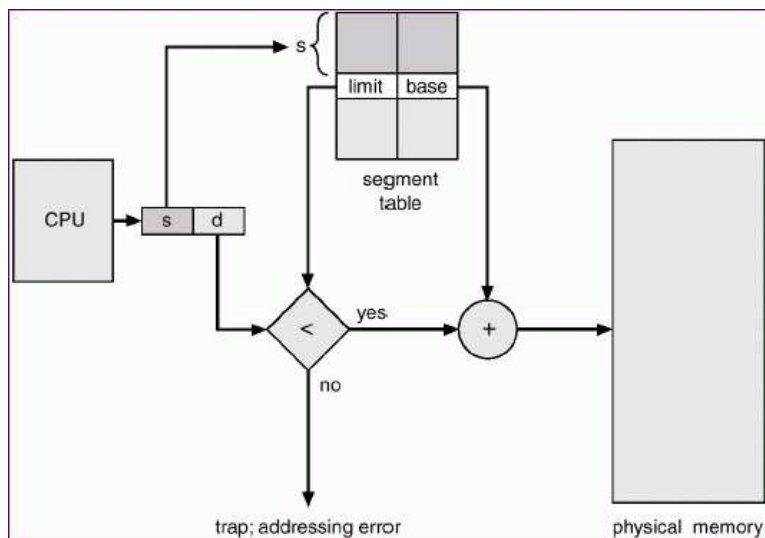 s
limit base
segment
table
CPU
s d
yes
<
+
no
trap; addressing error
physical memory